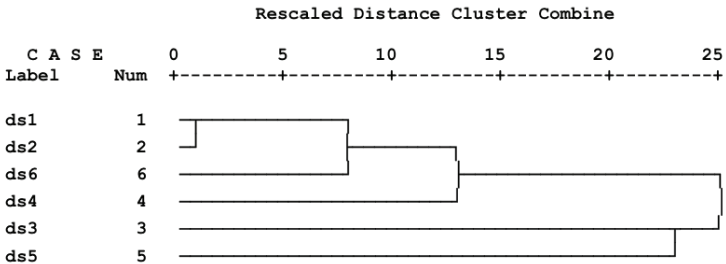 Rescaled Distance Cluster Combine
C A S E 0 5 10 15 20 25
Label Num +---------+---------+---------+---------+---------+
ds1 1
ds2 2
ds6 6
ds4 4
ds3 3
ds5 5